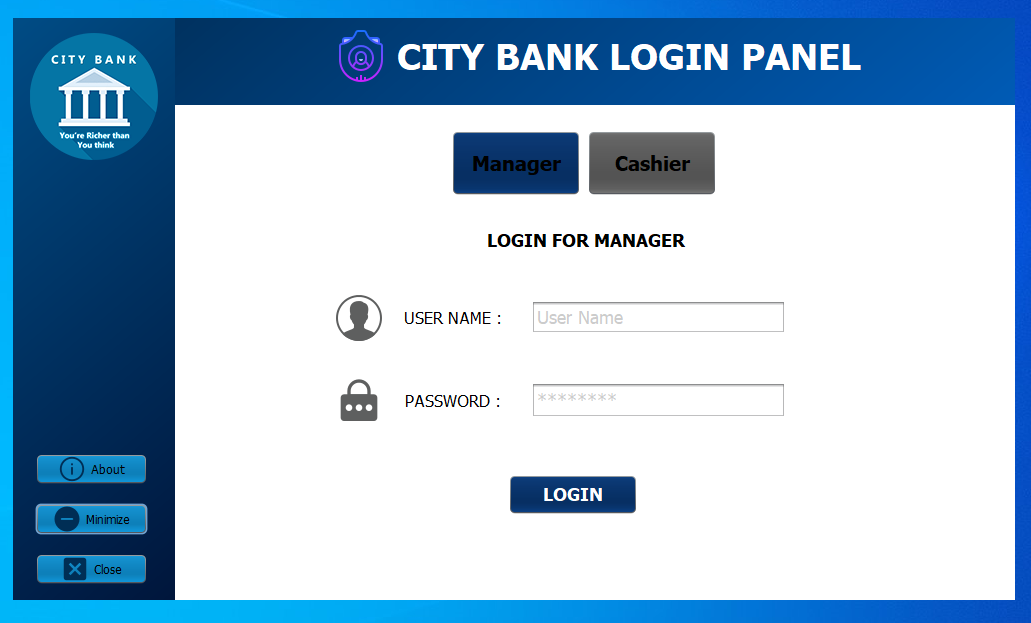 CITY BANK
You're Richer than
You think
CITY BANK LOGIN PANEL
Manager
Cashier
LOGIN FOR MANAGER
USER NAME :
User Name
PASSWORD :
********
LOGIN
About
Minimize
Close